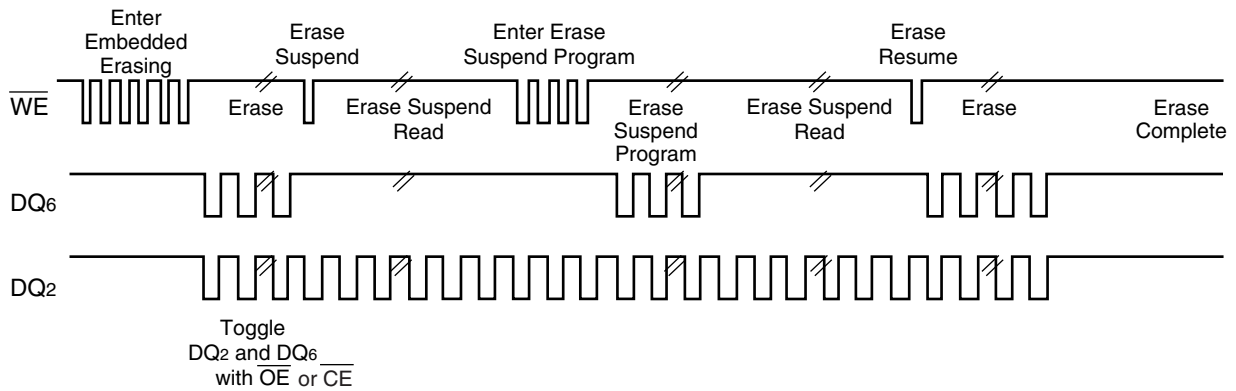 Enter
Embedded
Erasing
Erase
Suspend
Enter Erase
Suspend Program
Erase
Resume
WE
Erase
Erase Suspend
Read
Erase
Suspend
Program
Erase Suspend
Read
Erase
Erase
Complete
DQ6
DQ2
Toggle
DQ2 and DQ6
with OE or CE